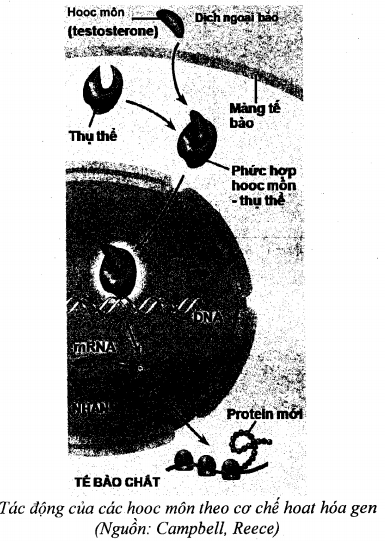 Hooc môn
(testosterone)
Dịch ngoại bào
Màng tế
bào
Thụ thể
Phức hợp
hooc môn
- thụ thể
DNA
mRNA
NHÂN
Protein mới
TẾ BÀO CHẤT
Tác động của các hooc môn theo cơ chế hoạt hóa gen
(Nguồn: Campbell, Reece)